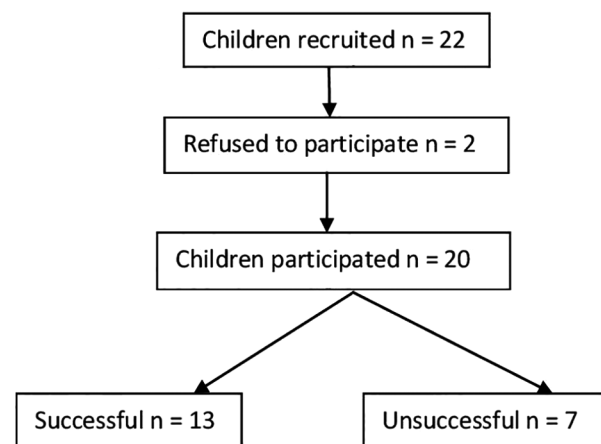 Children recruited n = 22
Refused to participate n = 2
Children participated n = 20
Successful n = 13
Unsuccessful n = 7